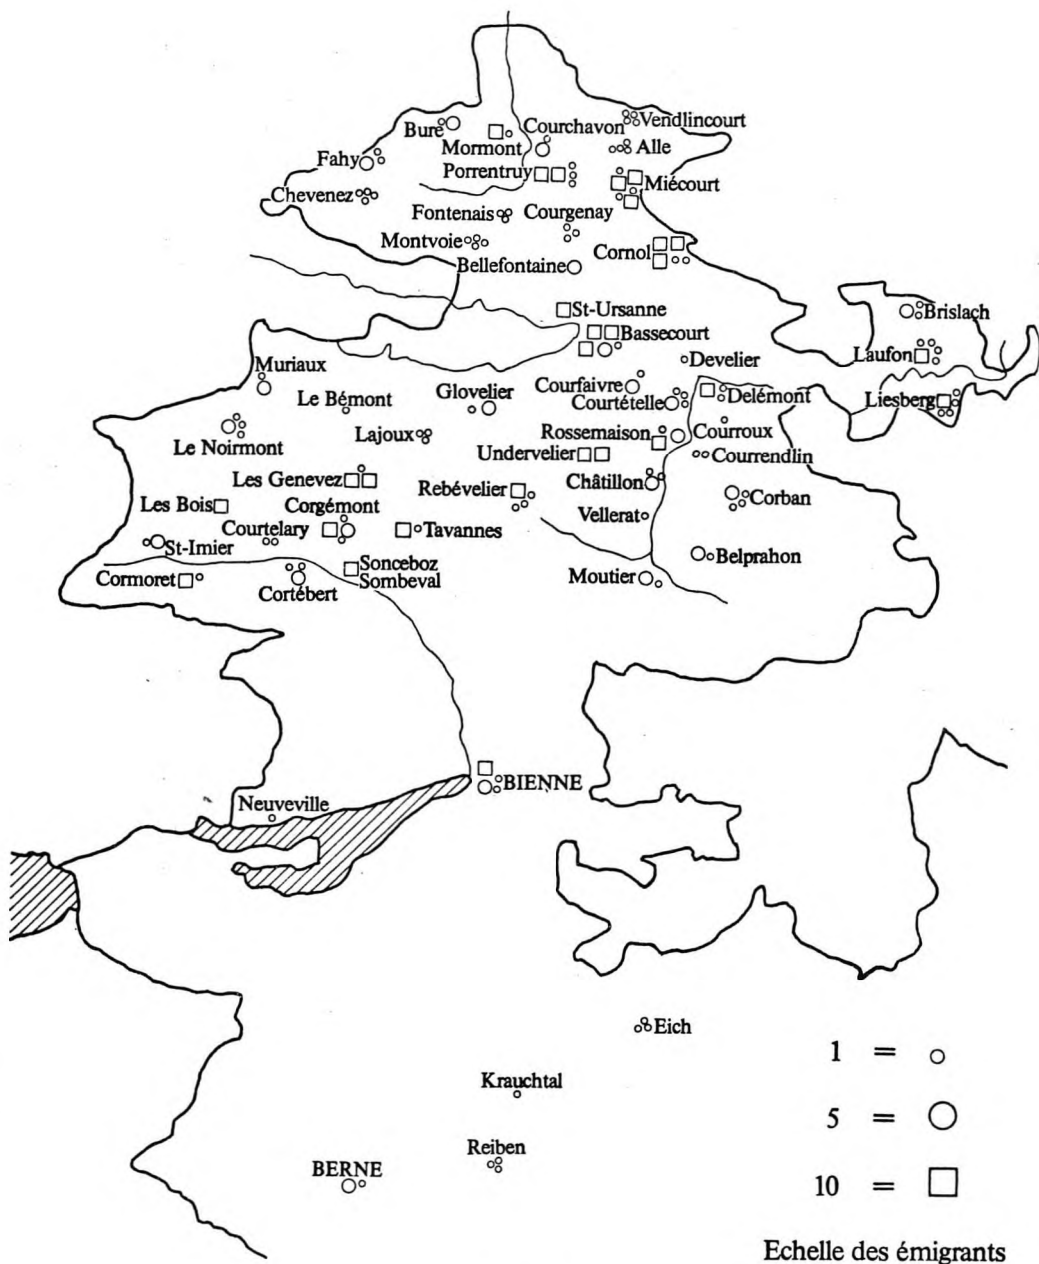 Vendlincourt
Bure
Courchavon
Mormont
Alle
Fahy
Porrentruy
Miécourt
Chevenez
Fontenais
Courgenay
Montvoie
Cornol
Bellefontaine
St-Ursanne
Brislach
Bassecourt
Laufon
Develier
Muriaux
Glovelier
Courfaivre
Le Bémont
Courtételle
Delémont
Liesberg
Le Noirmont
Lajoux
Rossemaison
Courroux
Undervelier
Courrendlin
Les Genevez
Rebévelier
Châtillon
Corban
Les Bois
Corgémont
Vellerat
Courtelary
Tavannes
St-Imier
Belprahon
Cormoret
Cortébert
Sonceboz
Sombeval
Moutier
BIENNE
Neuveville
Eich
Krauchtal
Reiben
BERNE
1 =
5 =
10 =
Echelle des émigrants